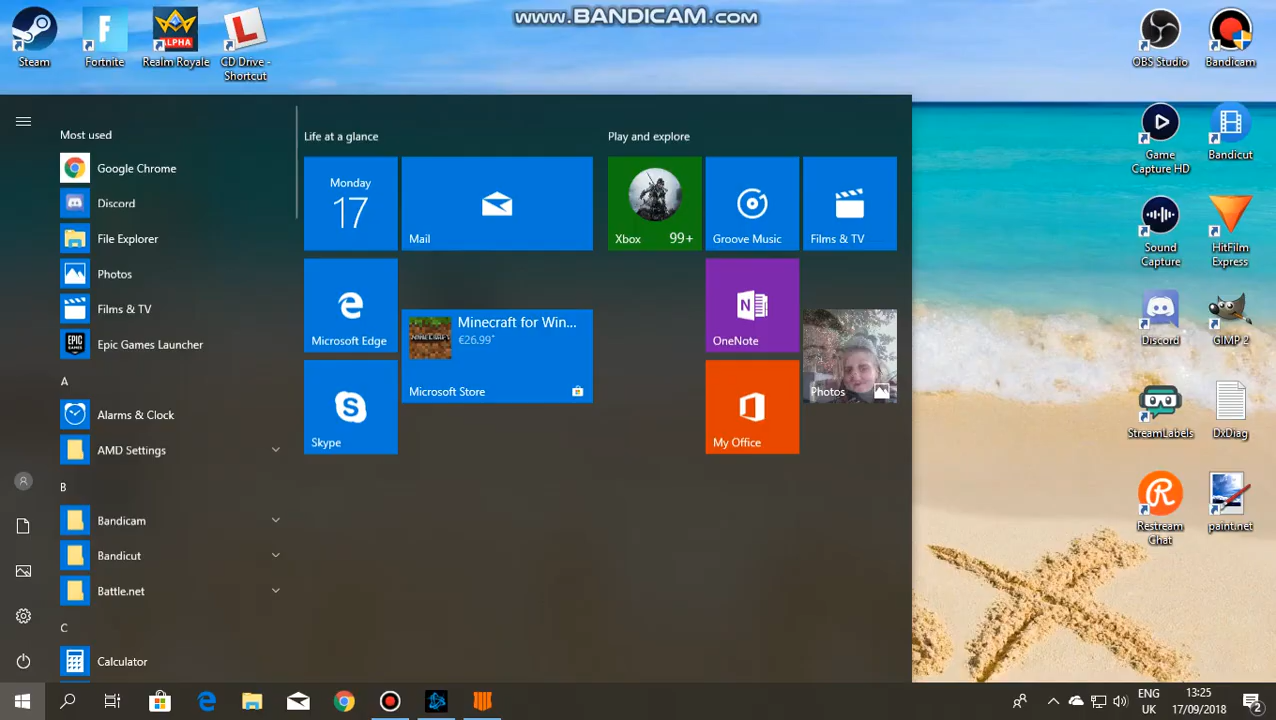 www.BANDICAM.com
Steam
Fortnite
ALPHA
Realm Royale
CD Drive -
Shortcut
OBS Studio
Bandicam
Game
Capture HD
Bandicut
Sound
Capture
HitFilm
Express
Discord
GIMP 2
StreamLabels
DxDiag
Restream
Chat
paint.net
Most used
Google Chrome
Discord
File Explorer
Photos
Films & TV
EPIC
GAMES
Epic Games Launcher
A
Alarms & Clock
AMD Settings
B
Bandicam
Bandicut
Battle.net
C
Calculator
Life at a glance
Monday
17
Mail
Microsoft Edge
Minecraft for Win...
€26.99*
Microsoft Store
Skype
Play and explore
Xbox 99+
Groove Music
Films & TV
OneNote
Photos
My Office
ENG
UK
13:25
17/09/2018
2